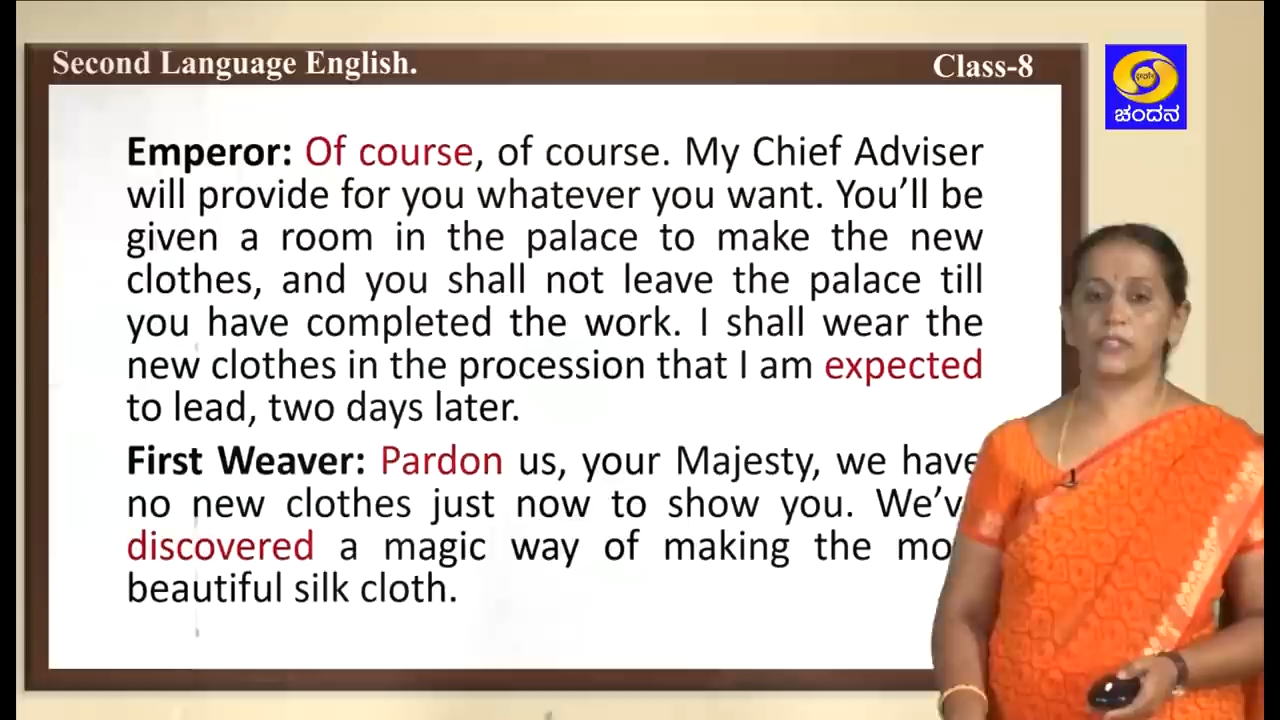 Second Language English.
Class-8
ಚಂದನ
Emperor: Of course, of course. My Chief Adviser
will provide for you whatever you want. You’ll be
given a room in the palace to make the new
clothes, and you shall not leave the palace till
you have completed the work. I shall wear the
new clothes in the procession that I am expected
to lead, two days later.
First Weaver: Pardon us, your Majesty, we have
no new clothes just now to show you. We’v
discovered a magic way of making the mo
beautiful silk cloth.